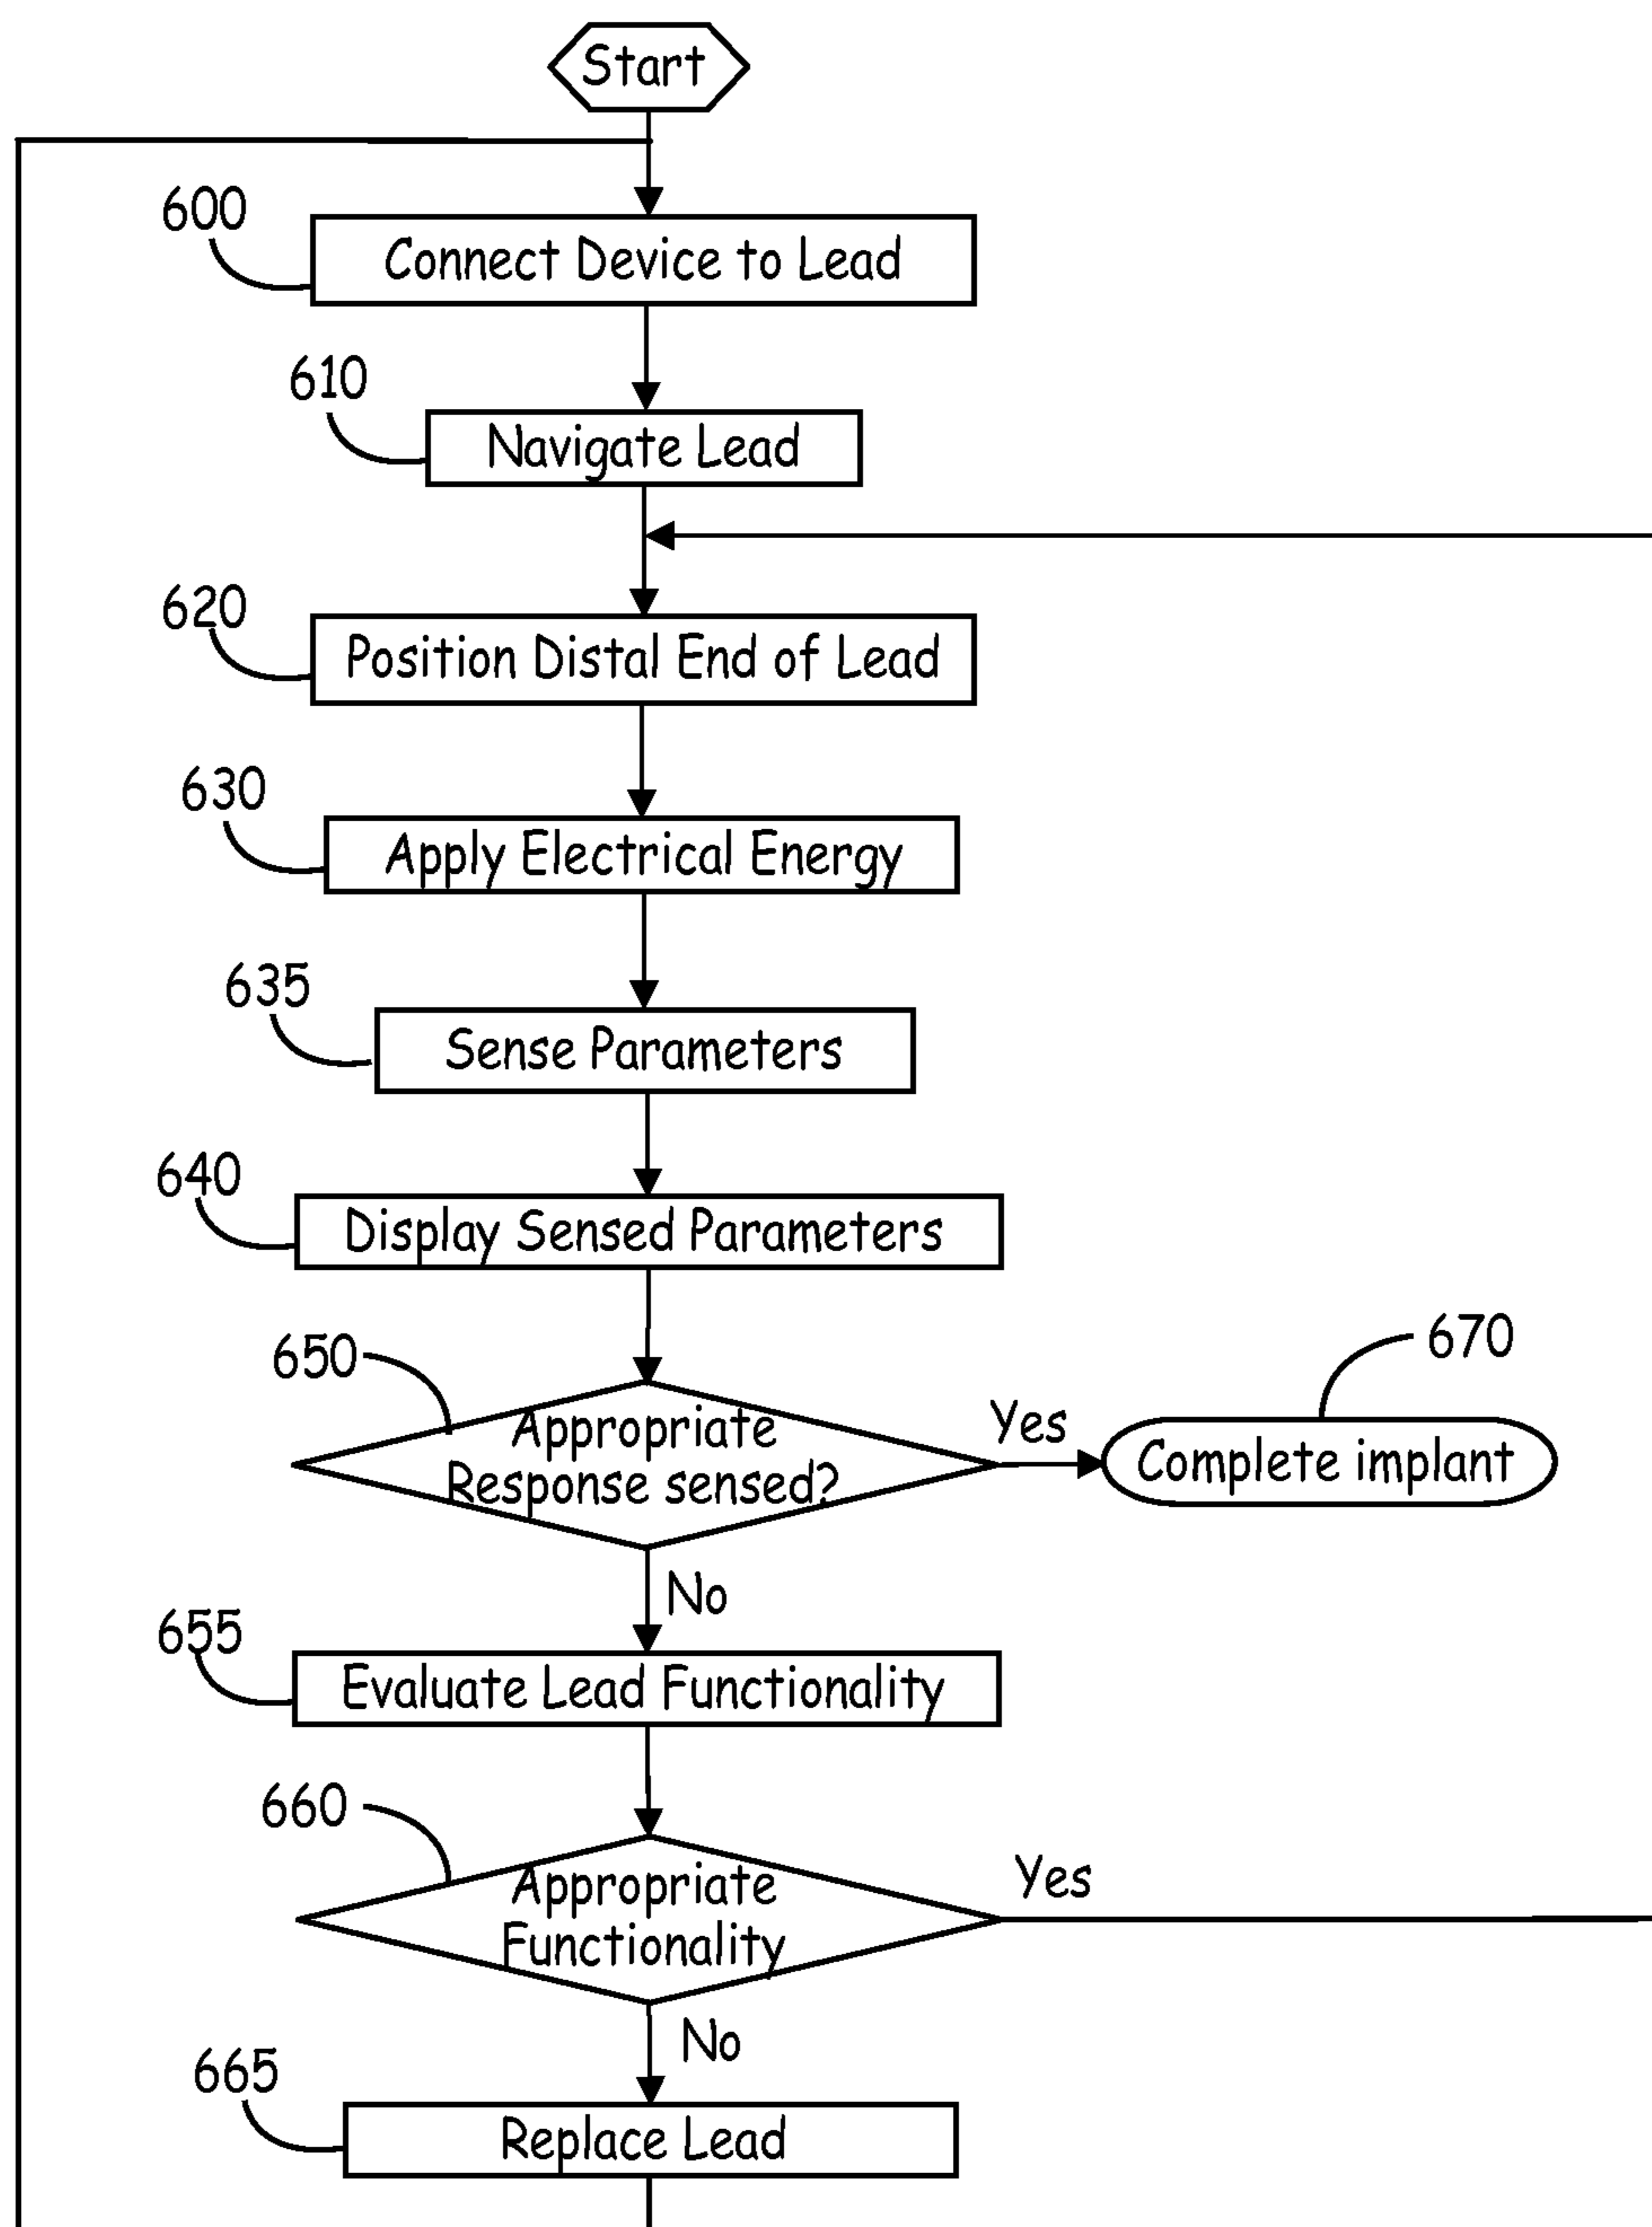 Start
600
Connect Device to Lead
610
Navigate Lead
620
Position Distal End of Lead
630
Apply Electrical Energy
635
Sense Parameters
640
Display Sensed Parameters
650
670
Appropriate
Response sensed?
Yes
Complete implant
No
655
Evaluate Lead Functionality
660
Appropriate
Functionality
Yes
No
665
Replace Lead